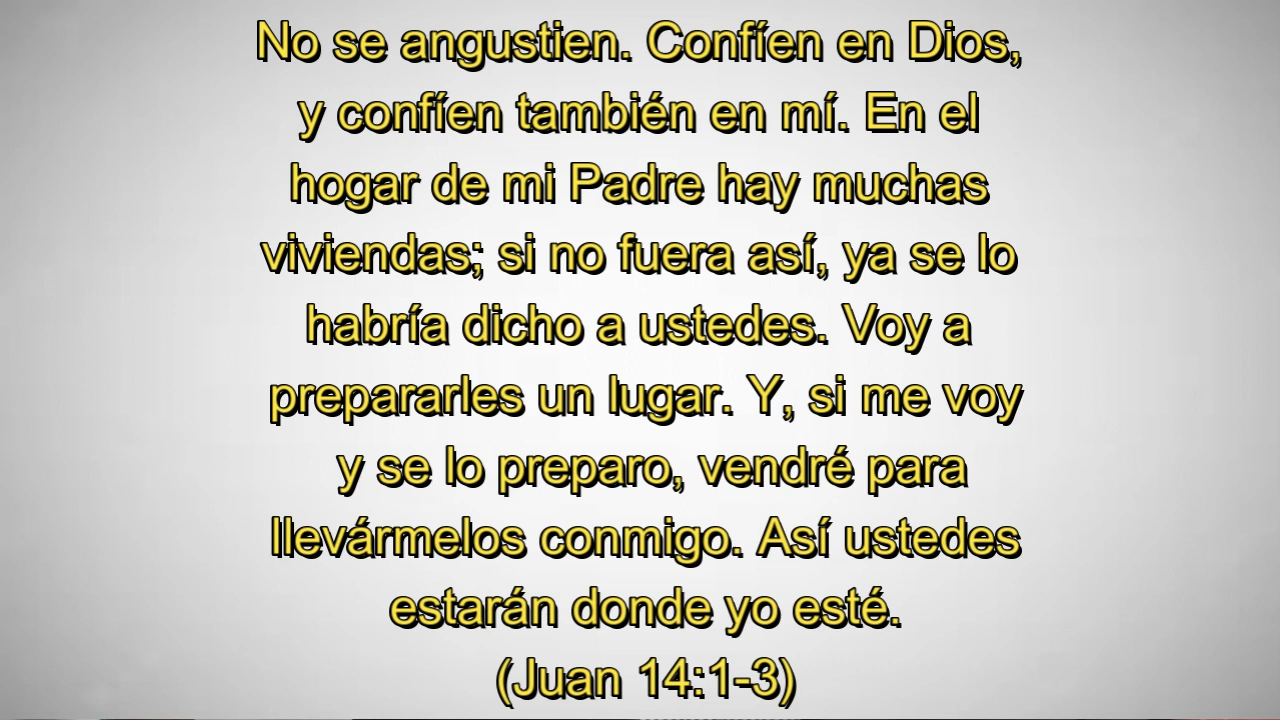 No se angustien. Confíen en Dios,
y confíen también en mí. En el
hogar de mi Padre hay muchas
viviendas; si no fuera así, ya se lo
habría dicho a ustedes. Voy a
prepararles un lugar. Y, si me voy
y se lo preparo, vendré para
llevármelos conmigo. Así ustedes
estarán donde yo esté.
(Juan 14:1-3)